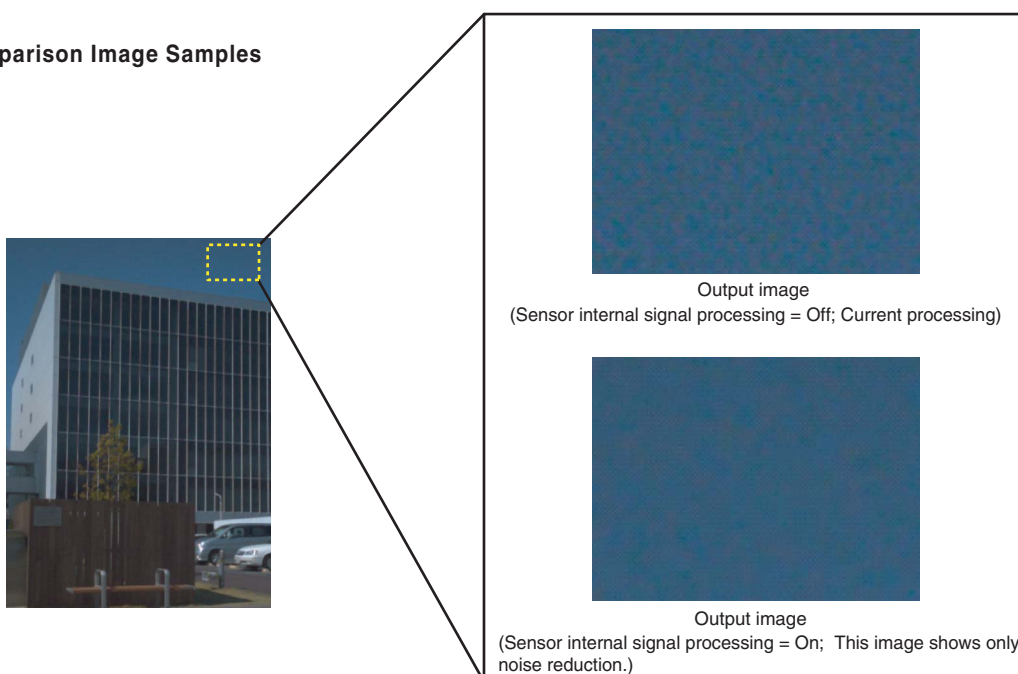 parison Image Samples
Output image
(Sensor internal signal processing = Off; Current processing)
Output image
(Sensor internal signal processing = On; This image shows only
noise reduction.)